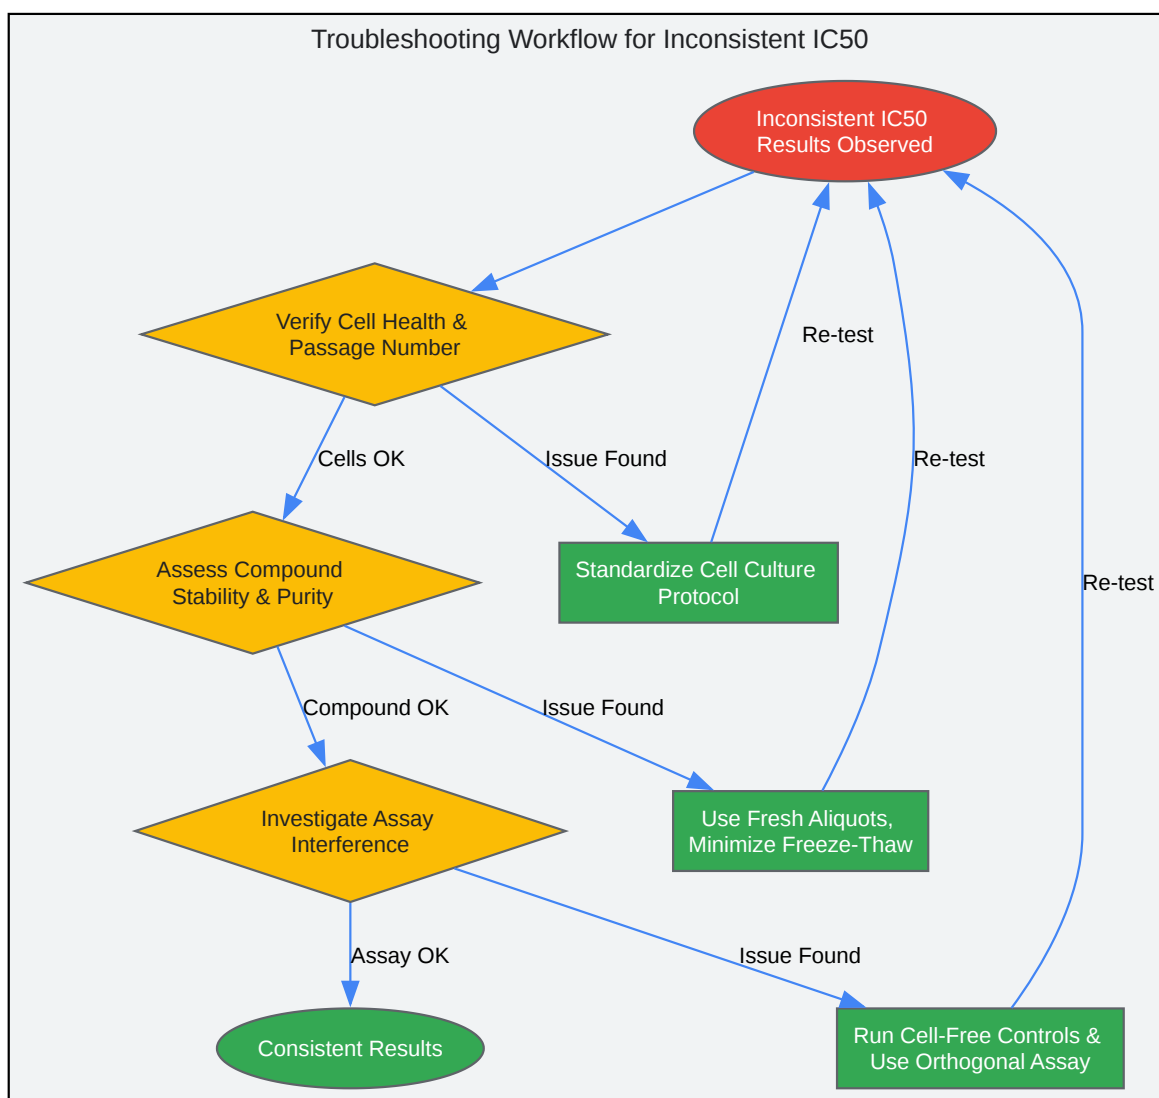 Troubleshooting Workflow for Inconsistent IC50
Inconsistent IC50
Results Observed
Verify Cell Health &
Passage Number
Re-test
Cells OK
Issue Found
Re-test
Assess Compound
Stability & Purity
Standardize Cell Culture
Protocol
Re-test
Compound OK
Issue Found
Investigate Assay
Interference
Use Fresh Aliquots,
Minimize Freeze-Thaw
Assay OK
Issue Found
Consistent Results
Run Cell-Free Controls &
Use Orthogonal Assay